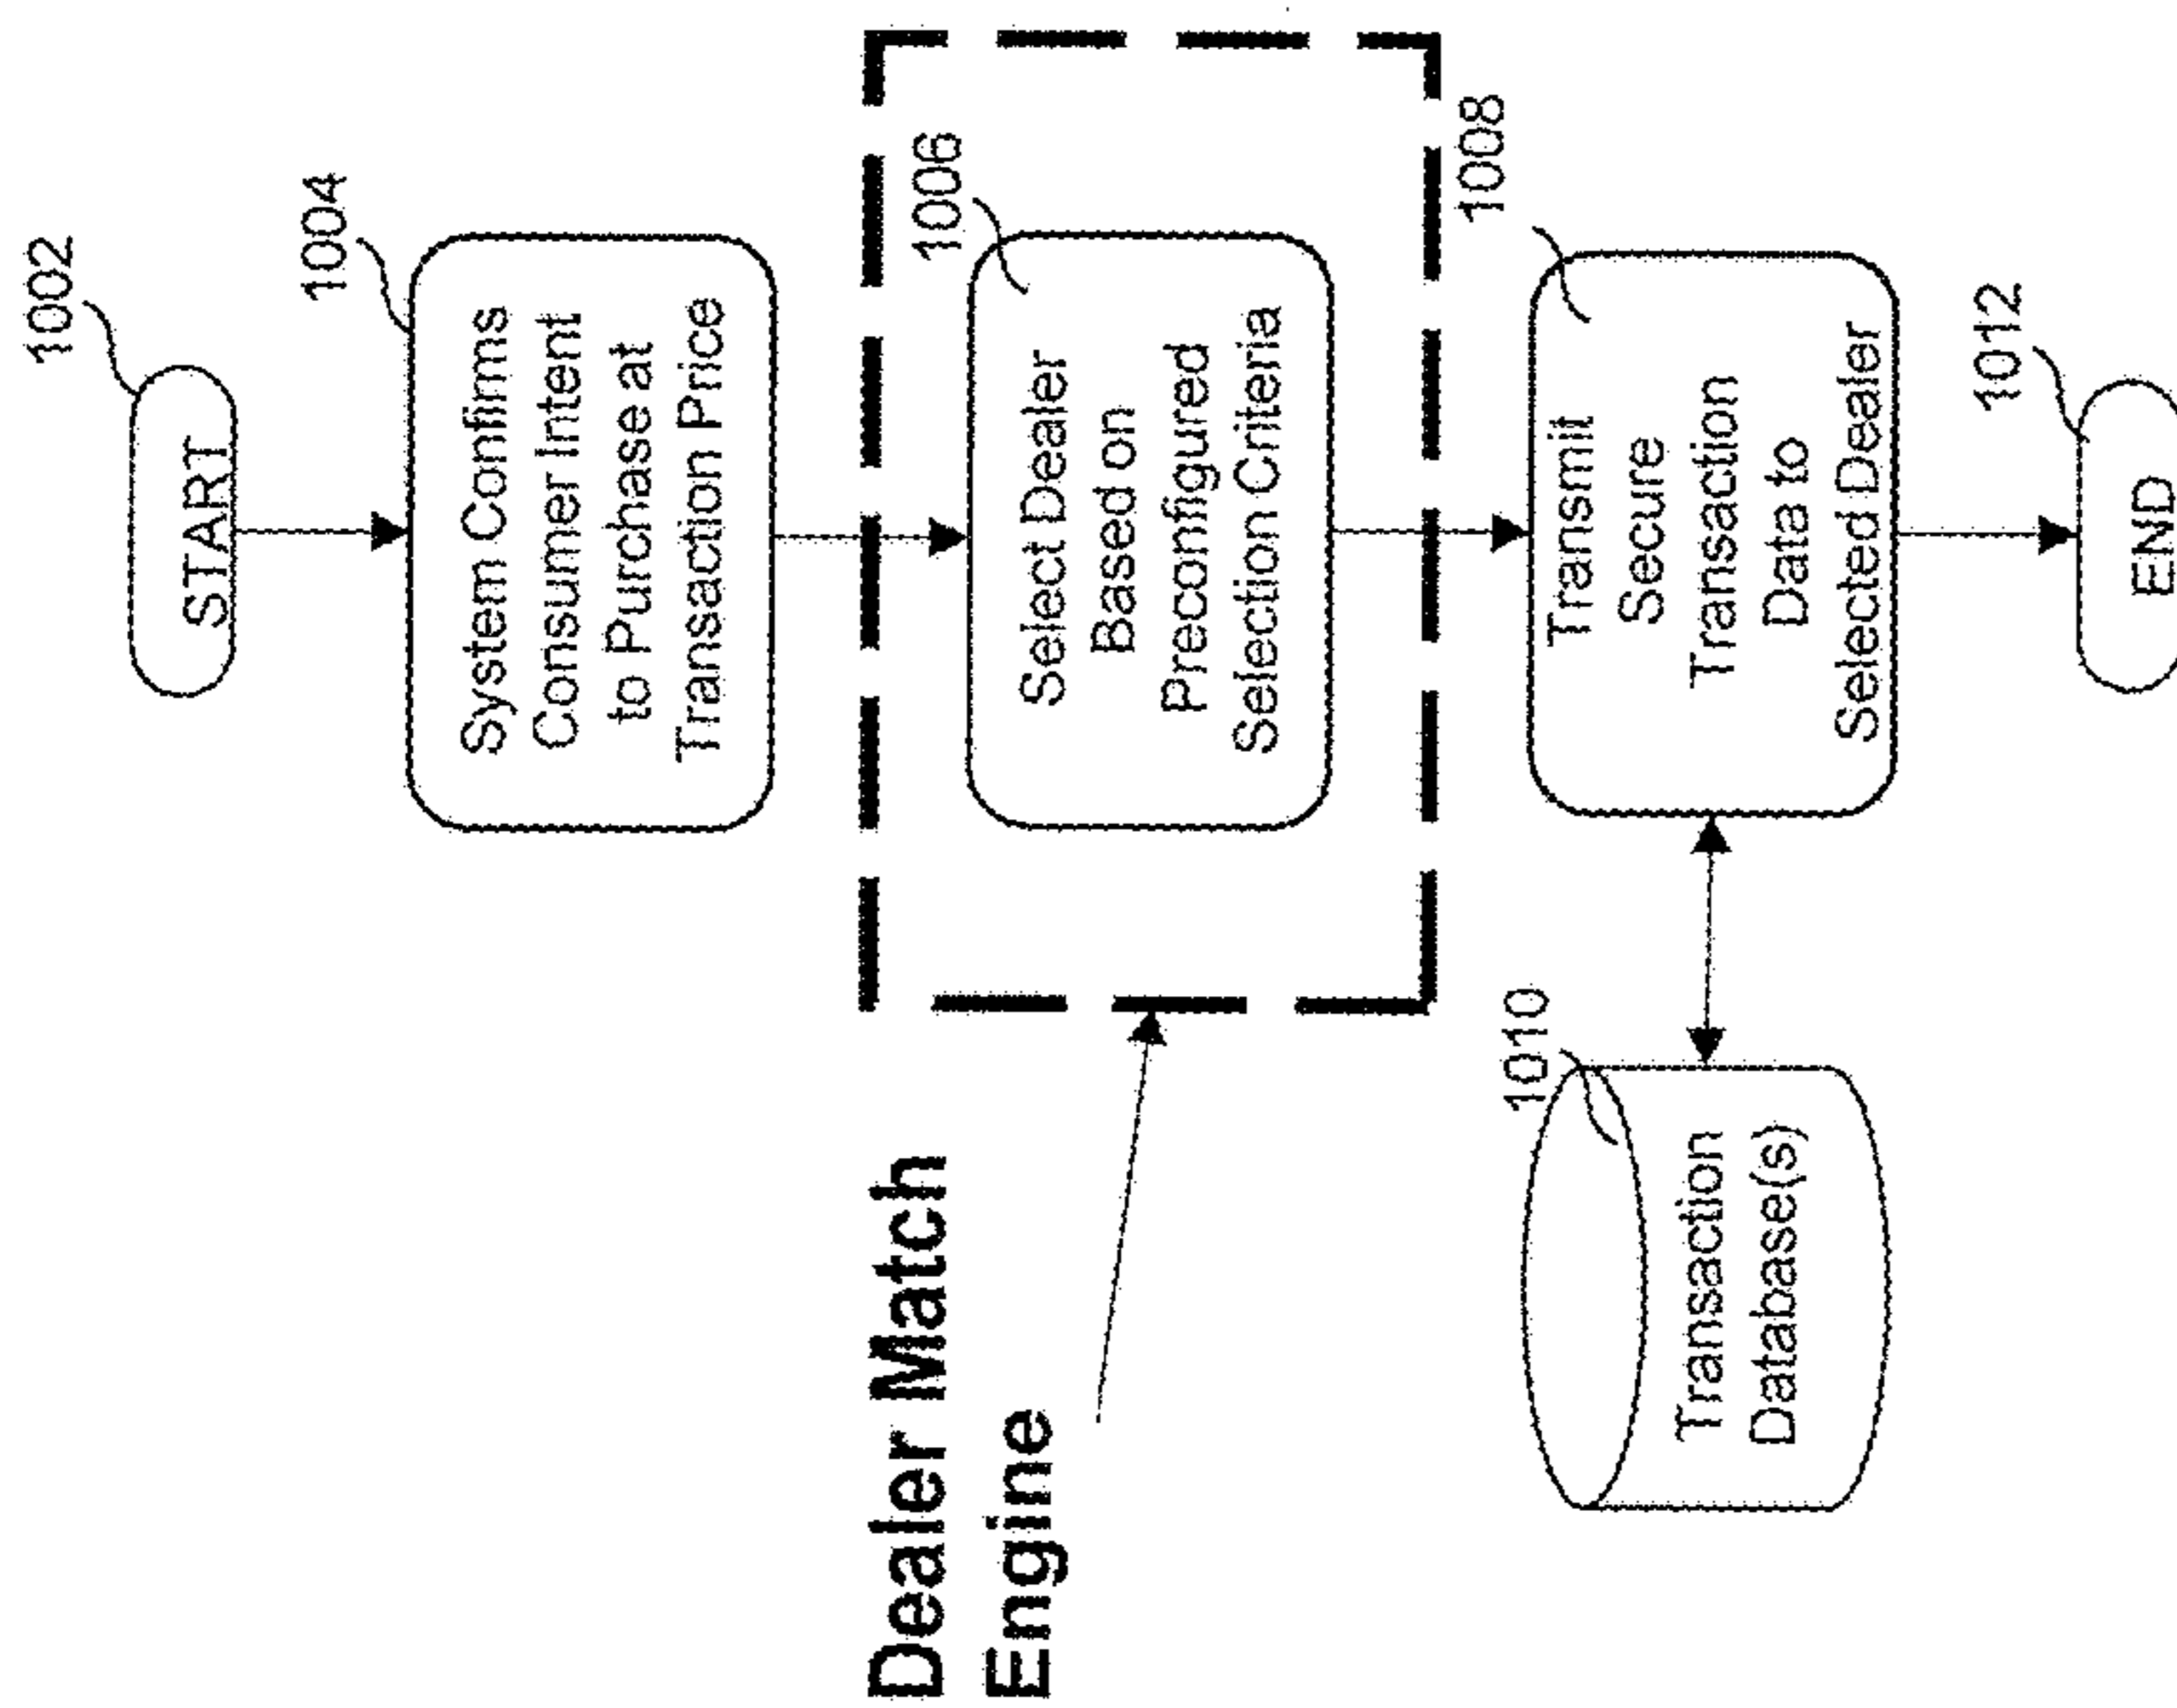 1002
START
1004
System Confirms
Consumer Intent
to Purchase at
Transaction Price
Dealer Match
Engine
1006
Select Dealer
Based on
Preconfigured
Selection Criteria
1008
Transmit
Secure
Transaction
Data to
Selected Dealer
1010
Transaction
Database(s)
1012
END